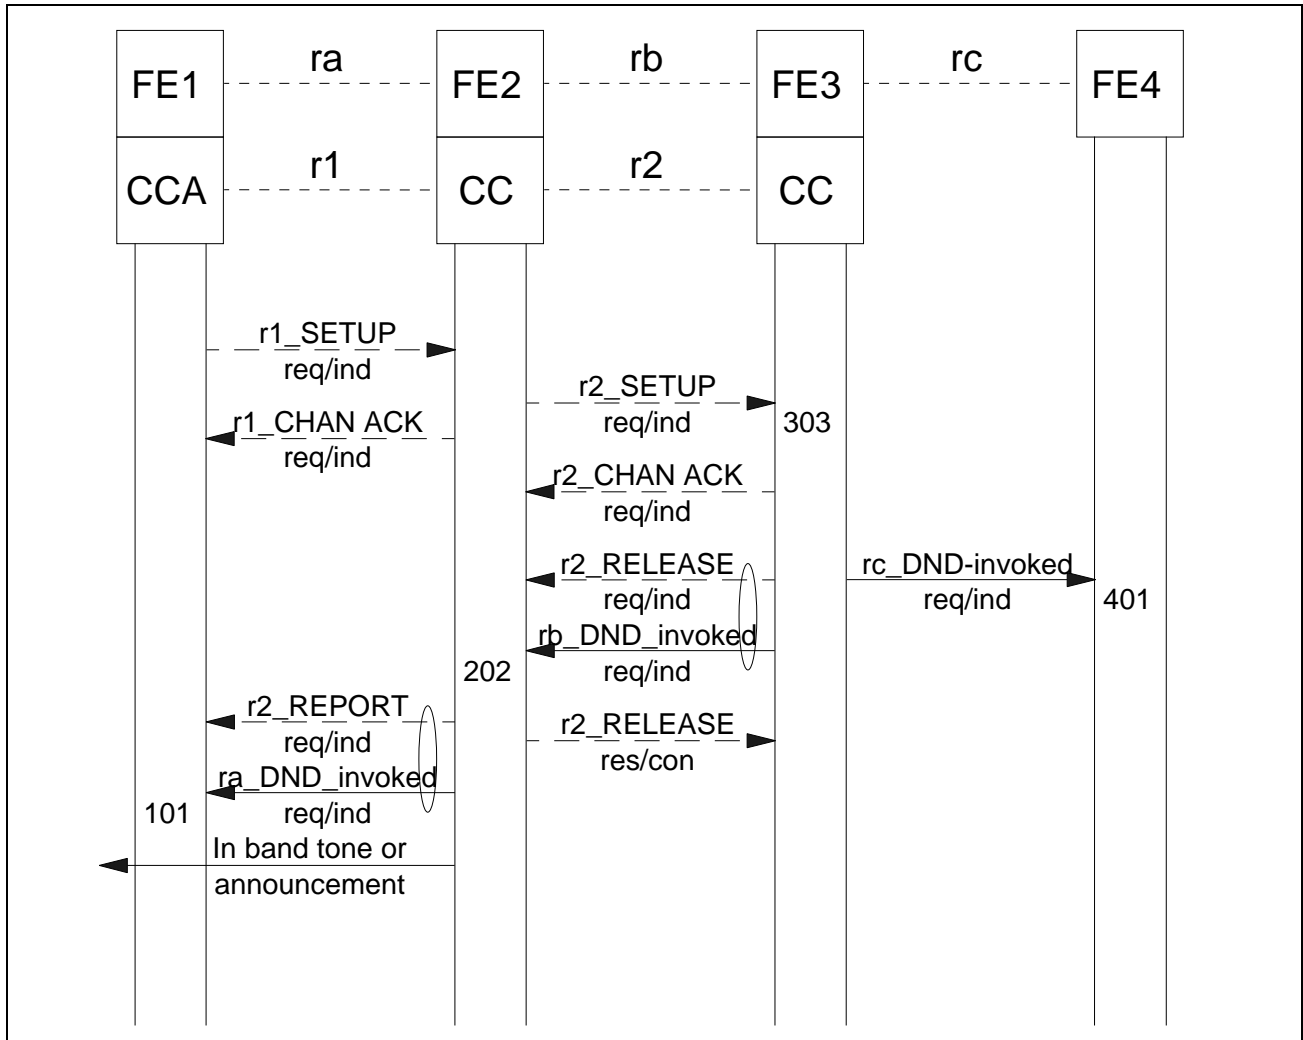 ra rb rc
FE1 FE2 FE3 FE4
r1 r2
CCA CC CC
r1_SETUP
req/ind
r2_SETUP
req/ind
303
r1_CHAN ACK
req/ind
r2_CHAN ACK
req/ind
r2_RELEASE
req/ind
rc_DND-invoked
req/ind
401
rb_DND_invoked
req/ind
202
r2_REPORT
req/ind
r2_RELEASE
res/con
ra_DND_invoked
req/ind
101
In band tone or
announcement